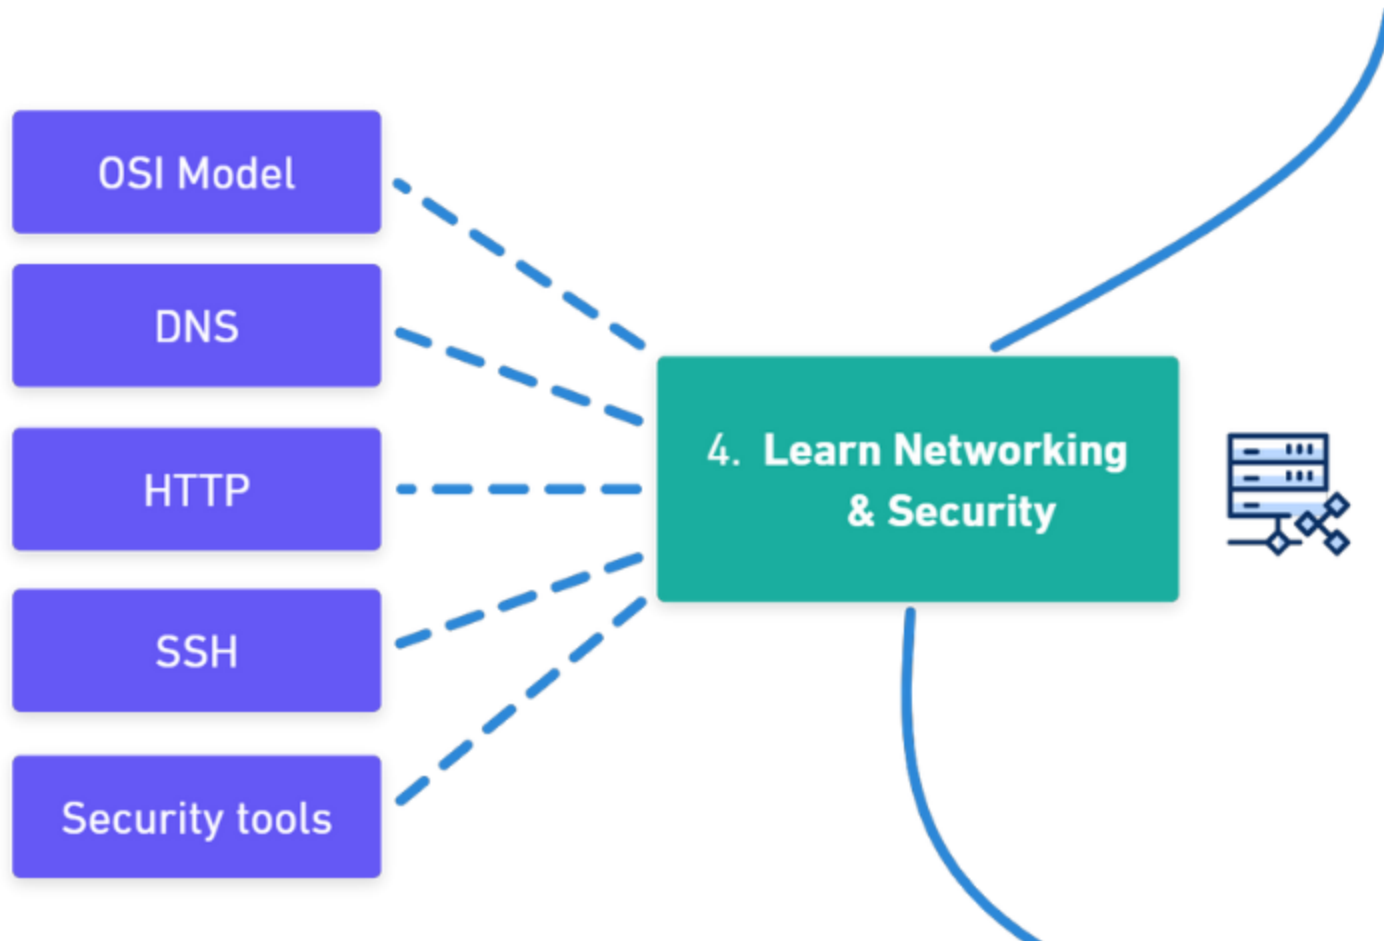 OSI Model
DNS
HTTP
SSH
Security tools
4. Learn Networking
& Security